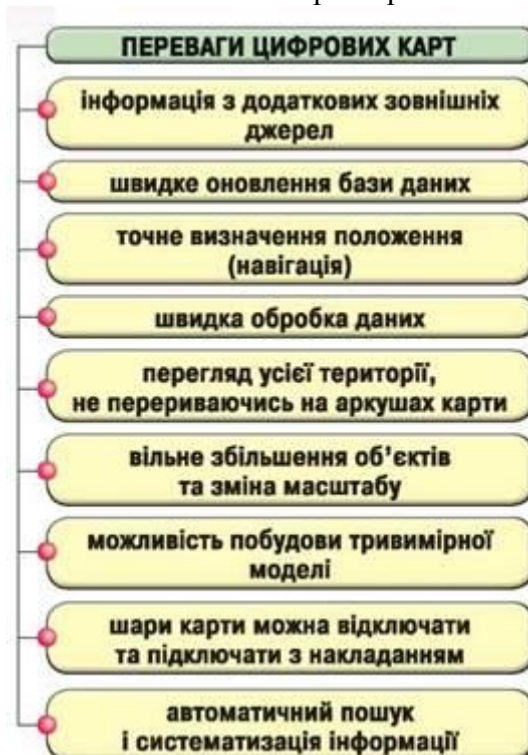 ПЕРЕВАГИ ЦИФРОВИХ КАРТ
інформація з додаткових зовнішніх
джерел
швидке оновлення бази даних
точне визначення положення
(навігація)
швидка обробка даних
перегляд усієї території,
не перериваючись на аркушах карти
вільне збільшення об'єктів
та зміна масштабу
можливість побудови тривимірної
моделі
шари карти можна відключати
та підключати з накладанням
автоматичний пошук
і систематизація інформації